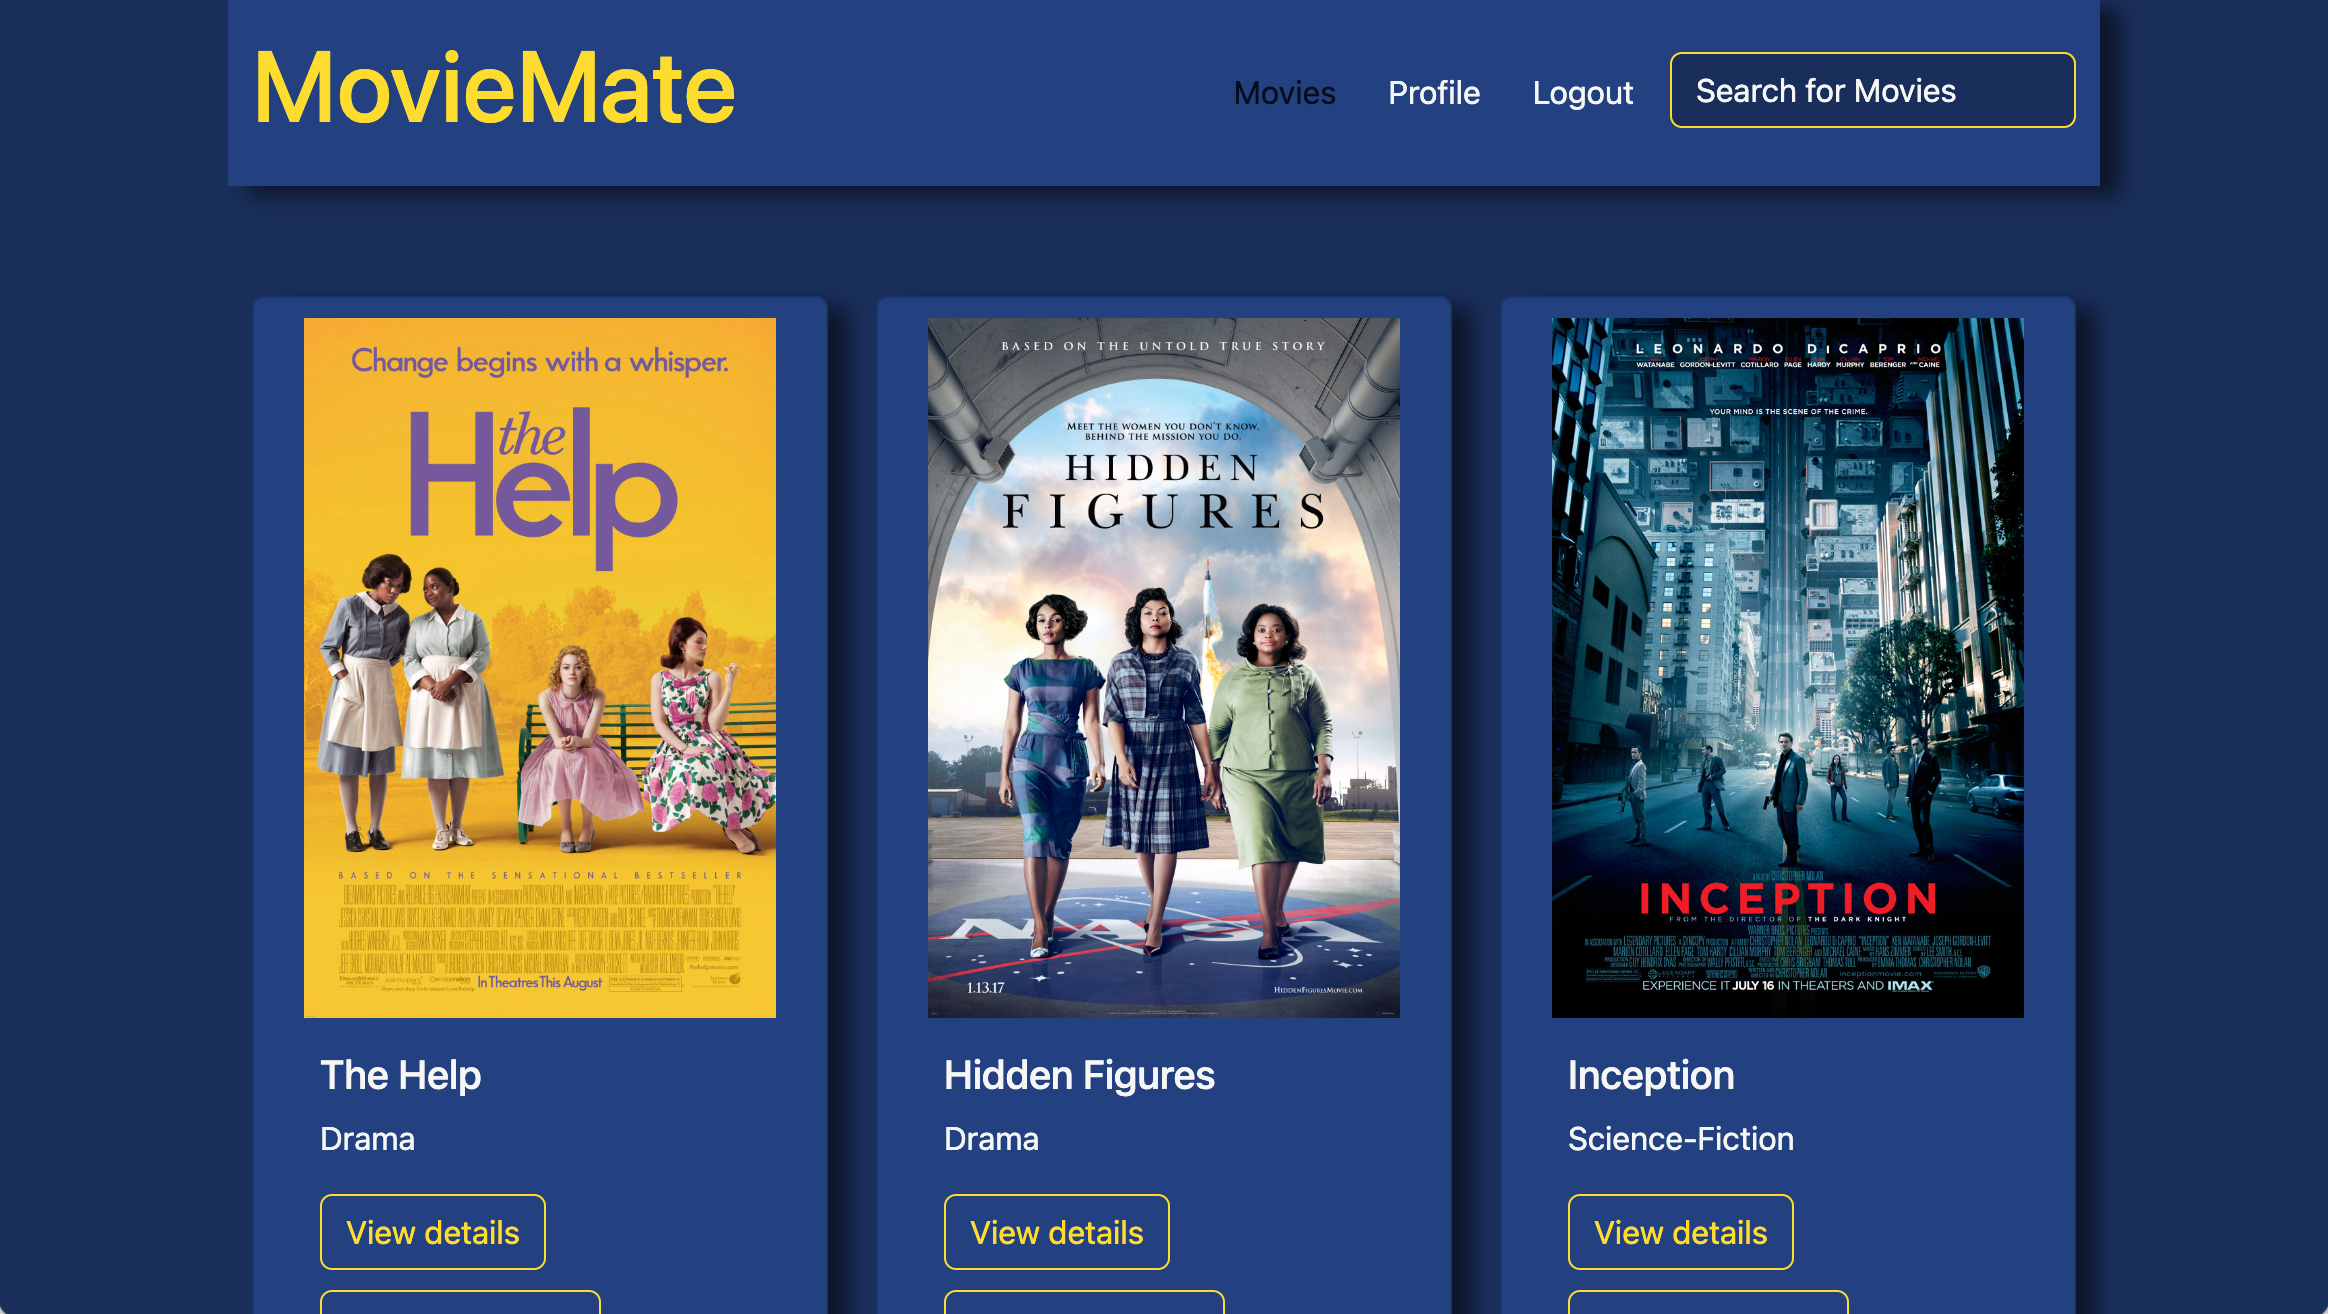 MovieMate
Movies
Profile
Logout
Search for Movies
Change begins with a whisper.
the
Help
BASED ON THE SENSATIONAL BESTSELLER
In Theatres This August
The Help
Drama
View details
BASED ON THE UNTOLD TRUE STORY
MEET THE WOMEN YOU DON'T KNOW,
BEHIND THE MISSION YOU DO.
HIDDEN
FIGURES
NASA
1.13.17
HIDDENFIGURESMOVIE.COM
Hidden Figures
Drama
View details
LEONARDO DiCAPRIO
WATANABE GORDON-LEVITT COTILLARD PAGE HARDY MURPHY BERENGER AND CAINE
YOUR MIND IS THE SCENE OF THE CRIME.
A FILM BY CHRISTOPHER NOLAN
INCEPTION
FROM THE DIRECTOR OF THE DARK KNIGHT
inceptionmovie.com
EXPERIENCE IT JULY 16 IN THEATERS AND IMAX
Inception
Science-Fiction
View details